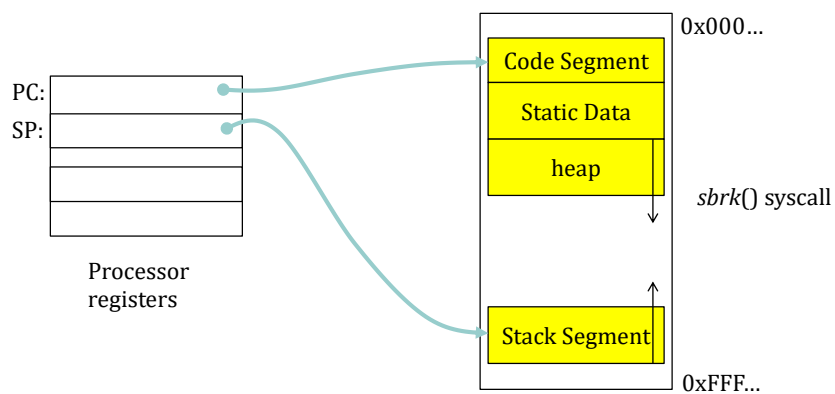 0x000...
Code Segment
PC:
Static Data
SP:
heap
sbrk() syscall
Processor
registers
Stack Segment
0xFFF...